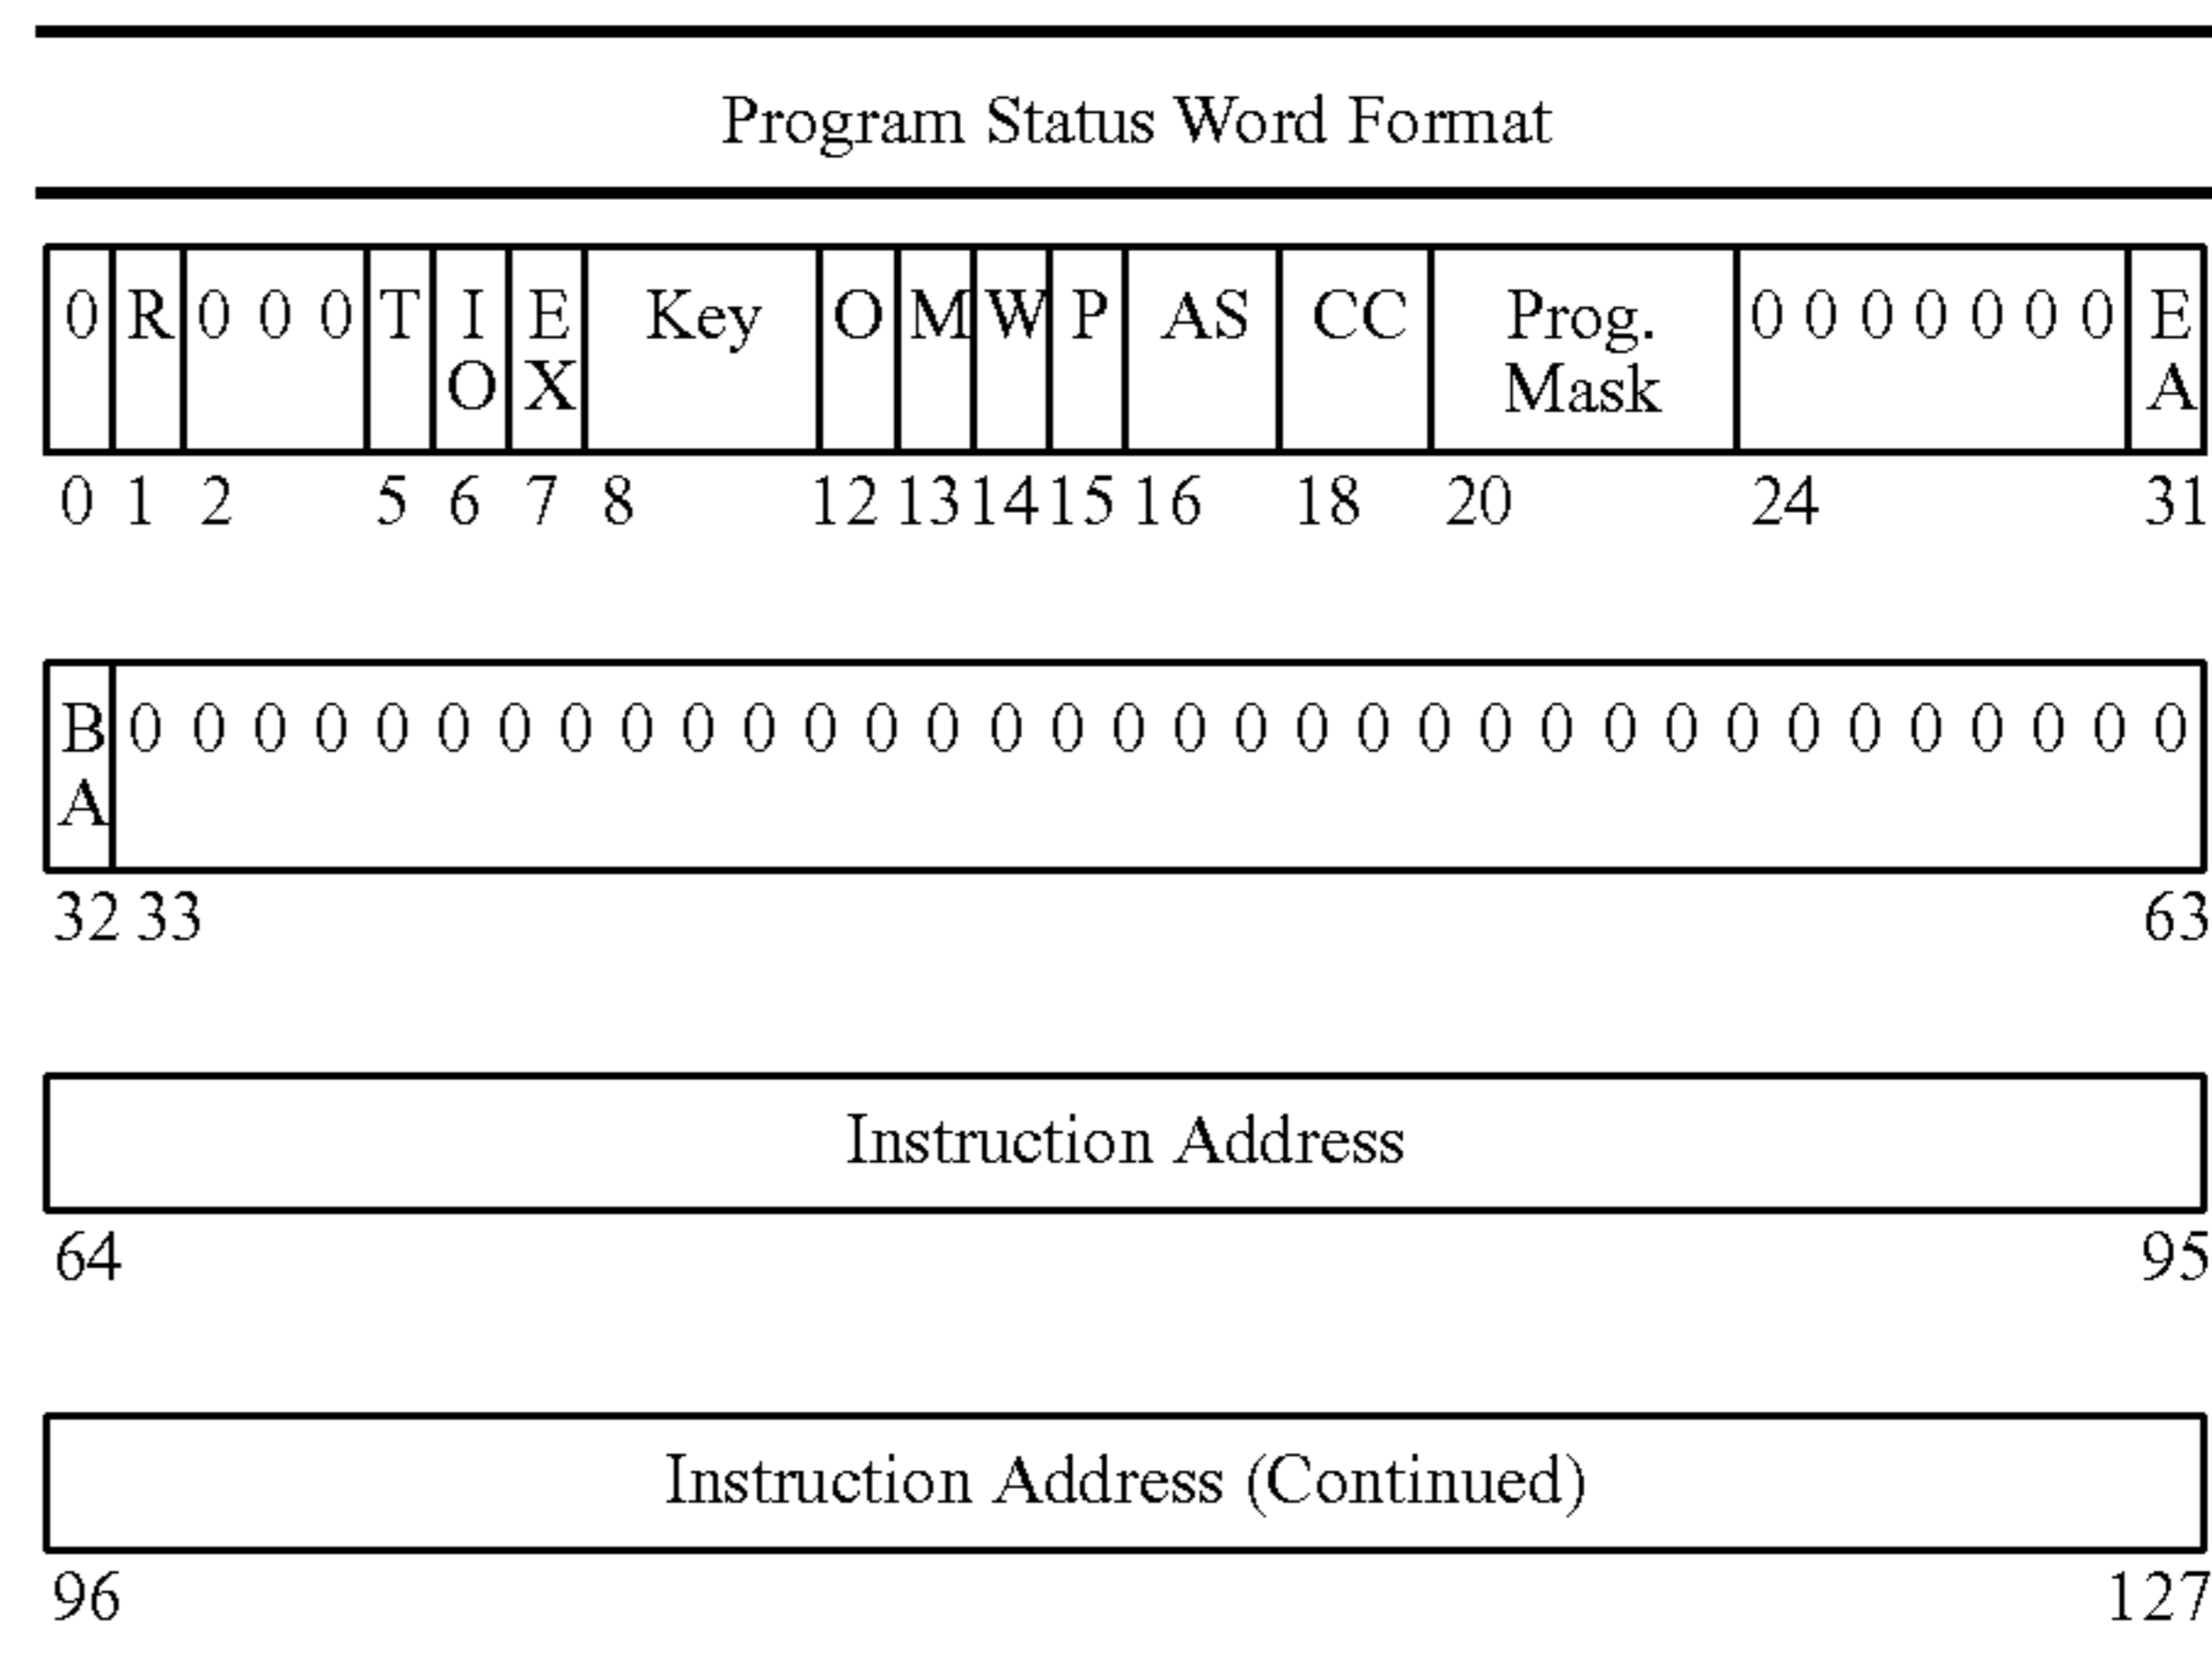 Program Status Word Format
0 R 0 0 0 T I E Key O M W P AS CC Prog. 0 0 0 0 0 0 0 E
O X Mask A
0 1 2 5 6 7 8 12 13 14 15 16 18 20 24 31
B 0 0 0 0 0 0 0 0 0 0 0 0 0 0 0 0 0 0 0 0 0 0 0 0 0 0 0 0 0 0 0 0 0 0
A
32 33 63
Instruction Address
64 95
Instruction Address (Continued)
96 127